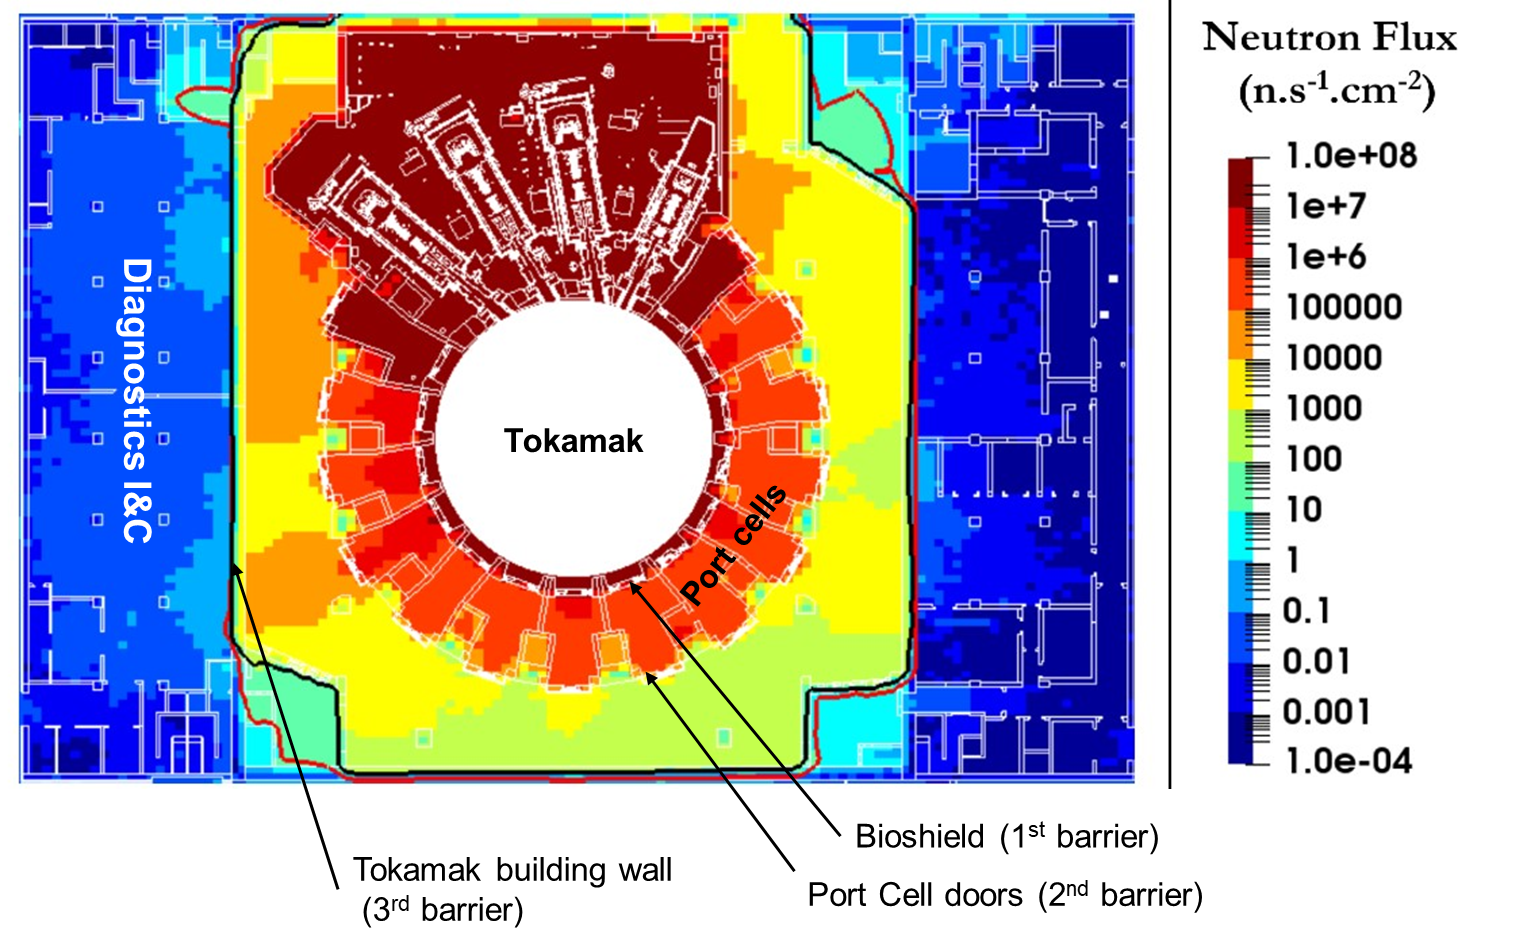 Neutron Flux
(n.s⁻¹.cm⁻²)
1.0e+08
1e+7
1e+6
100000
10000
1000
100
10
1
0.1
0.01
0.001
1.0e-04
Diagnostics I&C
Tokamak
Port cells
Bioshield (1ˢᵗ barrier)
Tokamak building wall
(3ʳᵈ barrier)
Port Cell doors (2ⁿᵈ barrier)